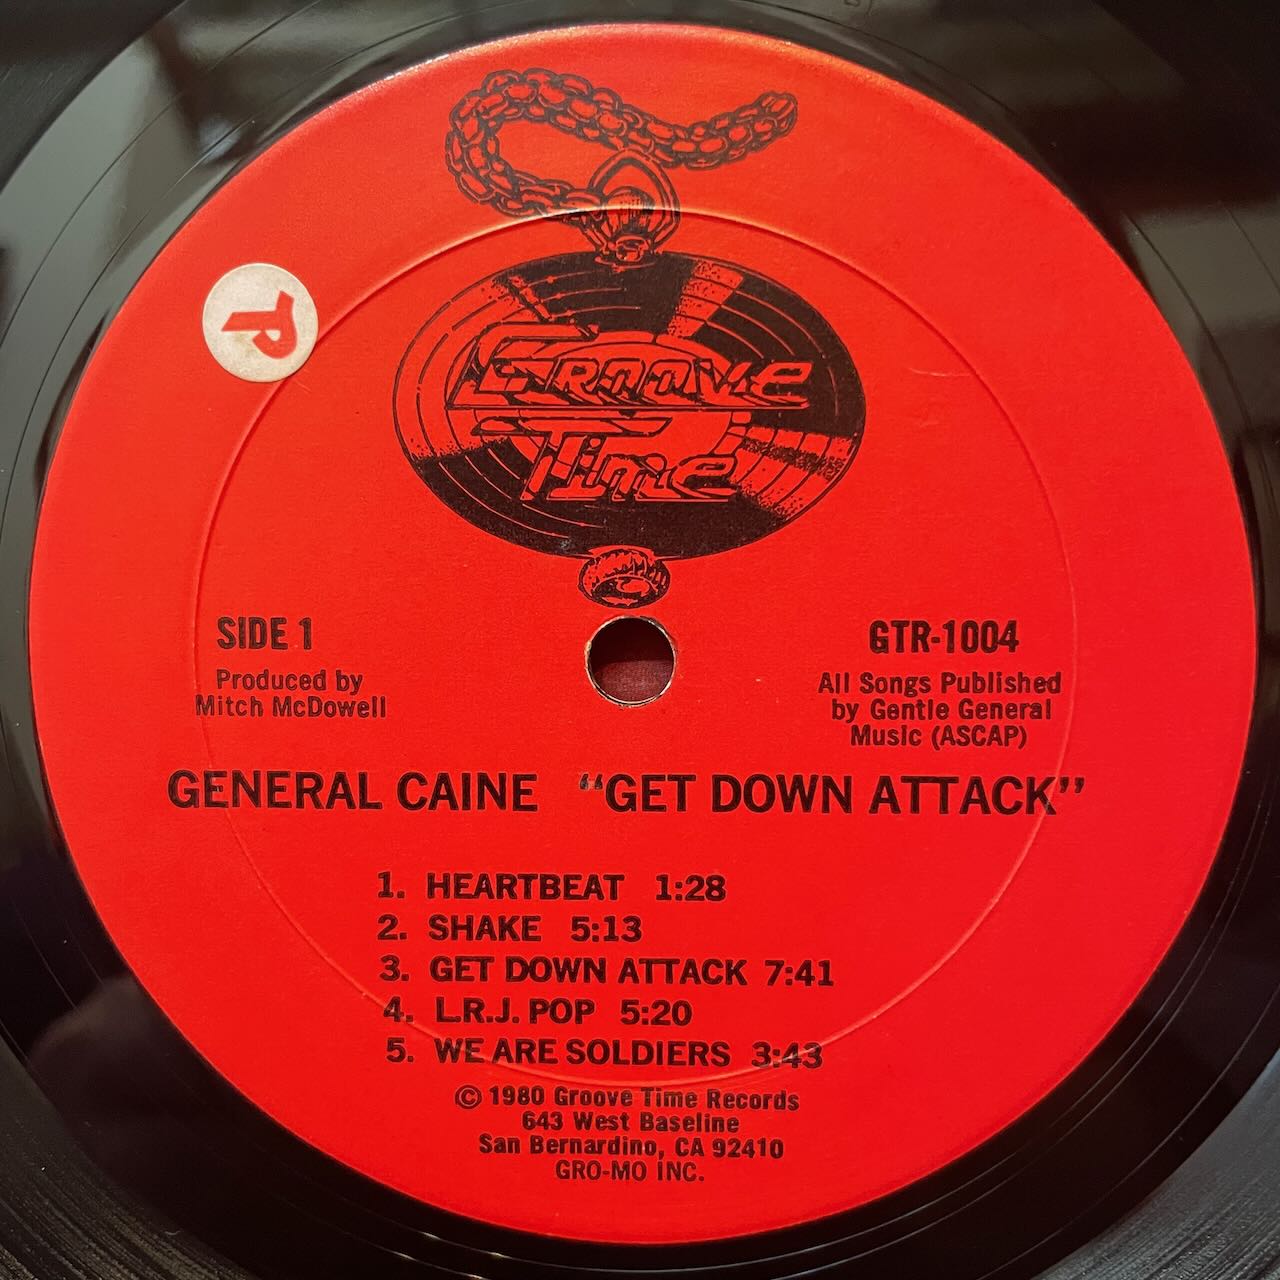 GROOVE
TIME
P
SIDE 1
Produced by
Mitch McDowell
GTR-1004
All Songs Published
by Gentle General
Music (ASCAP)
GENERAL CAINE “GET DOWN ATTACK”
1. HEARTBEAT 1:28
2. SHAKE 5:13
3. GET DOWN ATTACK 7:41
4. L.R.J. POP 5:20
5. WE ARE SOLDIERS 3:43
© 1980 Groove Time Records
643 West Baseline
San Bernardino, CA 92410
GRO-MO INC.